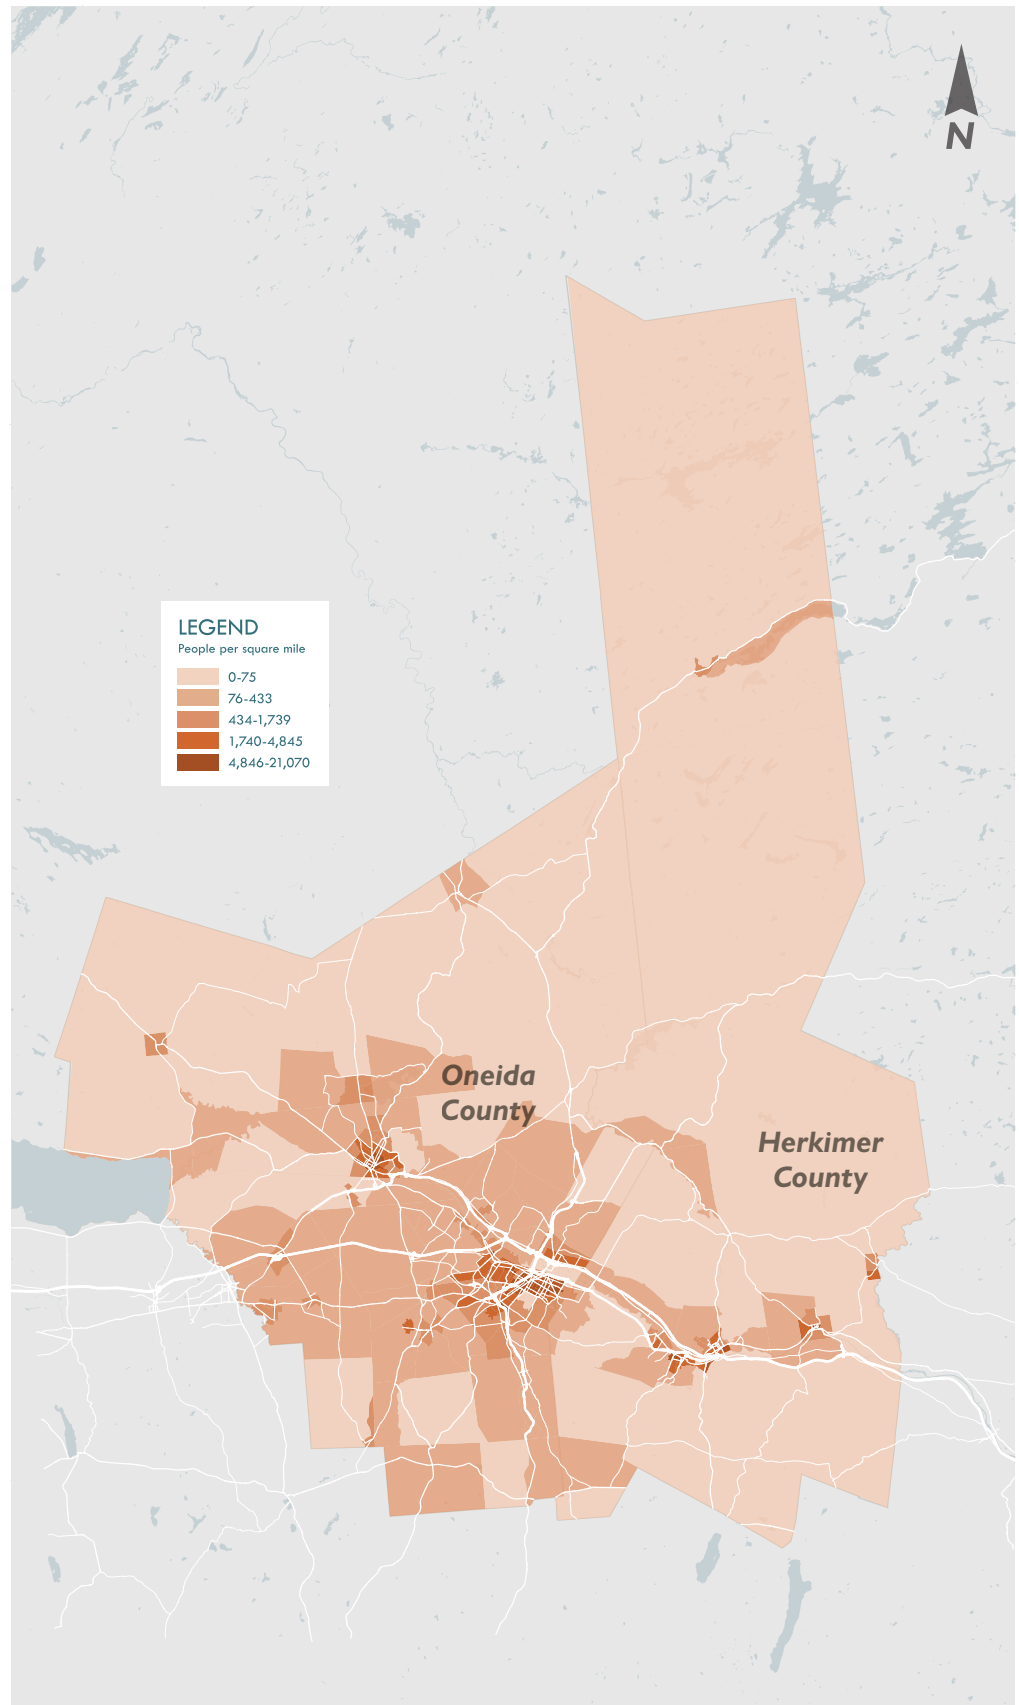 N
LEGEND
People per square mile
0-75
76-433
434-1,739
1,740-4,845
4,846-21,070
Oneida
County
Herkimer
County